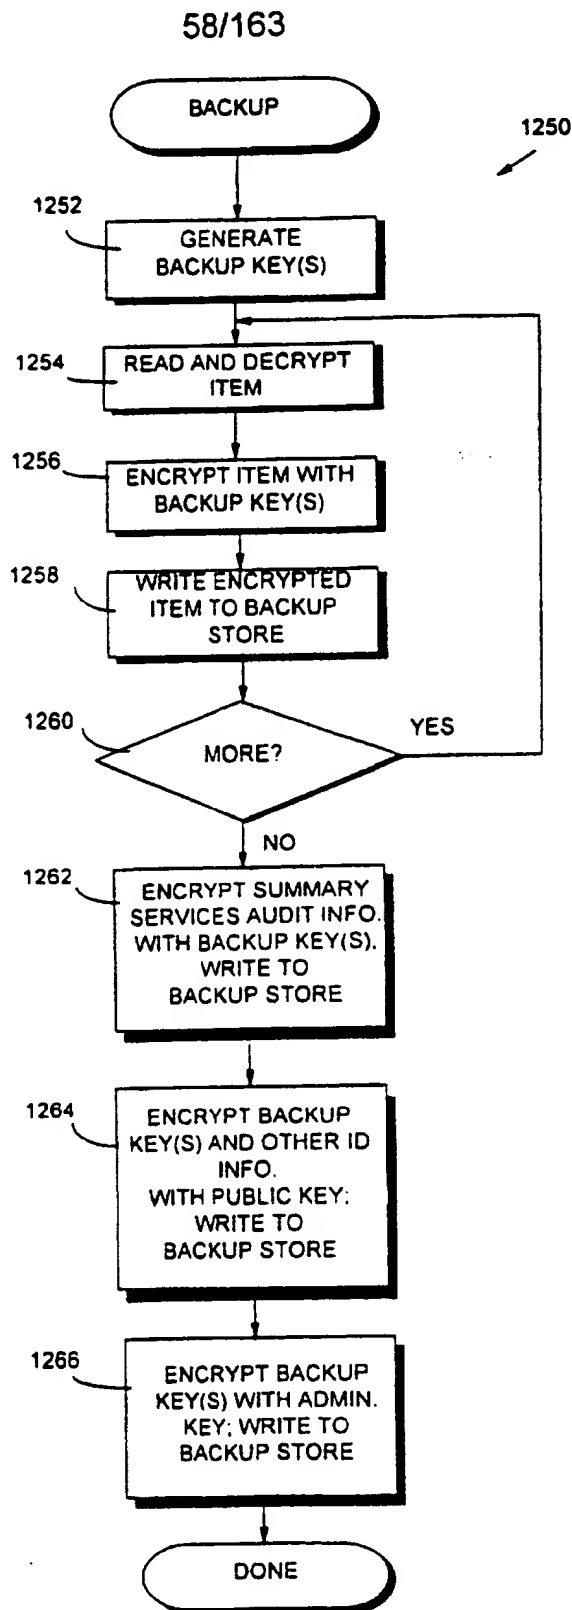 58/163
BACKUP
1250
1252
GENERATE
BACKUP KEY(S)
1254
READ AND DECRYPT
ITEM
1256
ENCRYPT ITEM WITH
BACKUP KEY(S)
1258
WRITE ENCRYPTED
ITEM TO BACKUP
STORE
1260
MORE?
YES
NO
1262
ENCRYPT SUMMARY
SERVICES AUDIT INFO.
WITH BACKUP KEY(S).
WRITE TO
BACKUP STORE
1264
ENCRYPT BACKUP
KEY(S) AND OTHER ID
INFO.
WITH PUBLIC KEY:
WRITE TO
BACKUP STORE
1266
ENCRYPT BACKUP
KEY(S) WITH ADMIN.
KEY; WRITE TO
BACKUP STORE
DONE